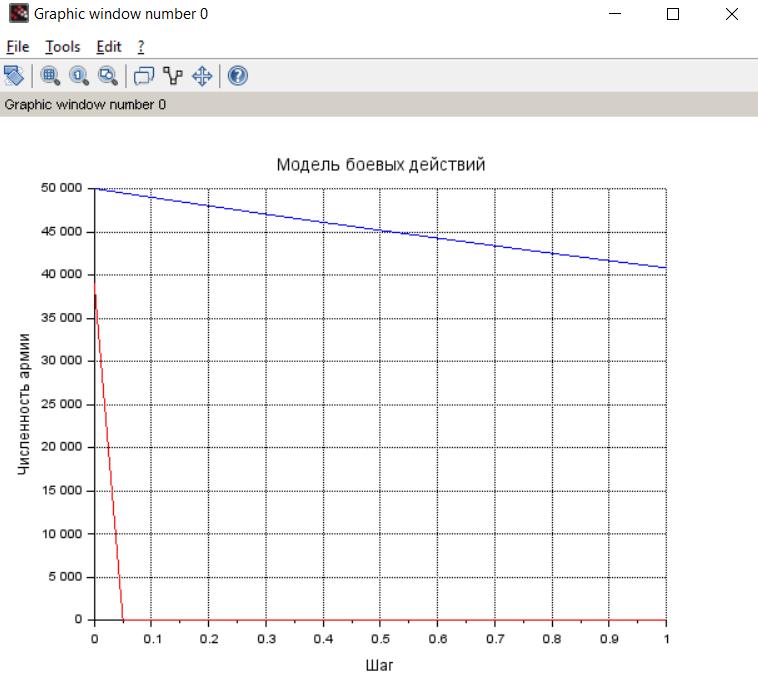 Graphic window number 0
File Tools Edit ?
Graphic window number 0
Модель боевых действий
Численность армии
50 000
45 000
40 000
35 000
30 000
25 000
20 000
15 000
10 000
5 000
0
0 0.1 0.2 0.3 0.4 0.5 0.6 0.7 0.8 0.9 1
Шаг